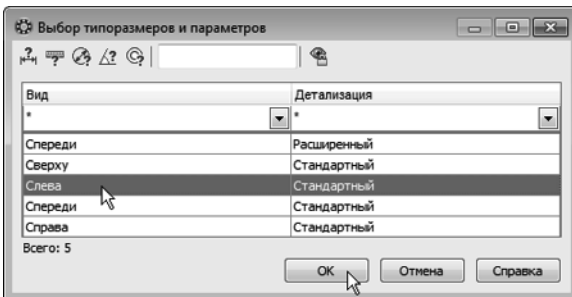 Выбор типоразмеров и параметров
Вид Детализация
* *
Спереди Расширенный
Сверху Стандартный
Слева Стандартный
Спереди Стандартный
Справа Стандартный
Всего: 5
OK Отмена Справка